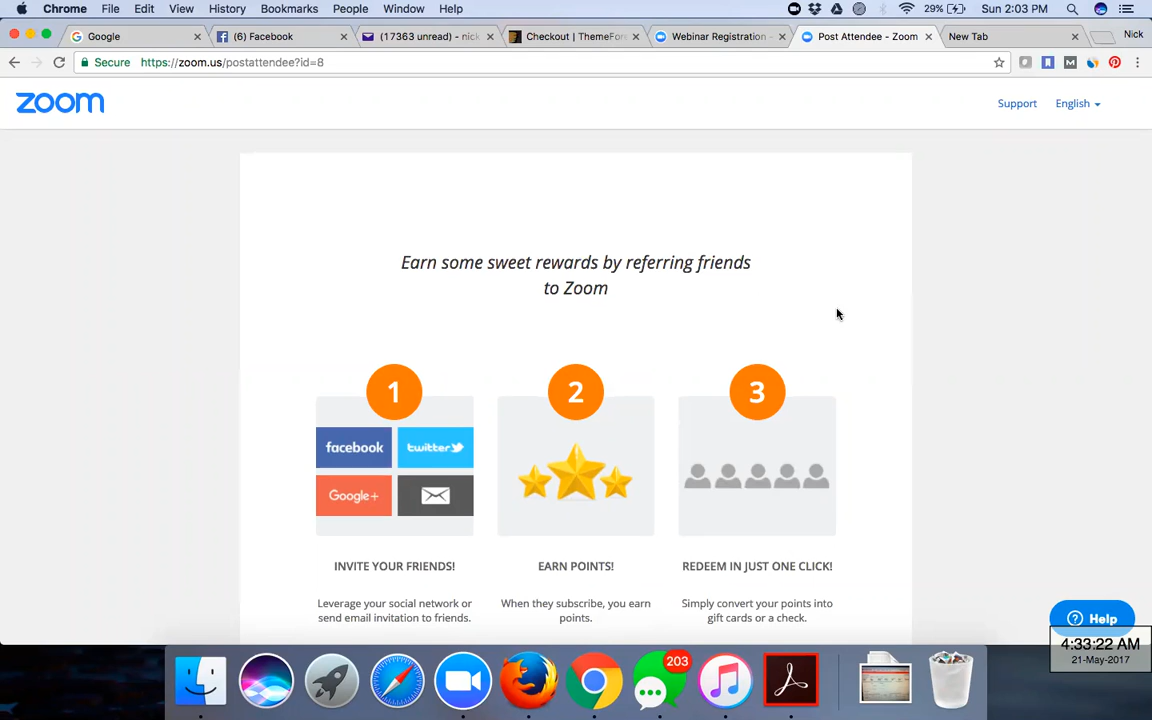 Chrome File Edit View History Bookmarks People Window Help 29% Sun 2:03 PM
Google (6) Facebook (17363 unread) - nick Checkout | ThemeFore Webinar Registration - Post Attendee - Zoom New Tab Nick
Secure https://zoom.us/postattendee?id=8
zoom Support English
Earn some sweet rewards by referring friends
to Zoom
1 2 3
facebook twitter
Google+
INVITE YOUR FRIENDS! EARN POINTS! REDEEM IN JUST ONE CLICK!
Leverage your social network or When they subscribe, you earn Simply convert your points into
send email invitation to friends. points. gift cards or a check.
Help
4:33:22 AM
21-May-2017
203